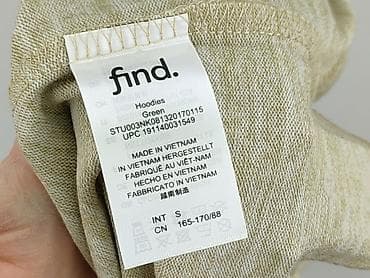 find.
Hoodies
Green
STU003NK081320170115
UPC 191140031549
MADE IN VIETNAM
IN VIETNAM HERGESTELLT
FABRIQUÉ AU VIÊT-NAM
HECHO EN VIETNAM
FABBRICATO IN VIETNAM
越南制造
INT S
CN 165-170/88